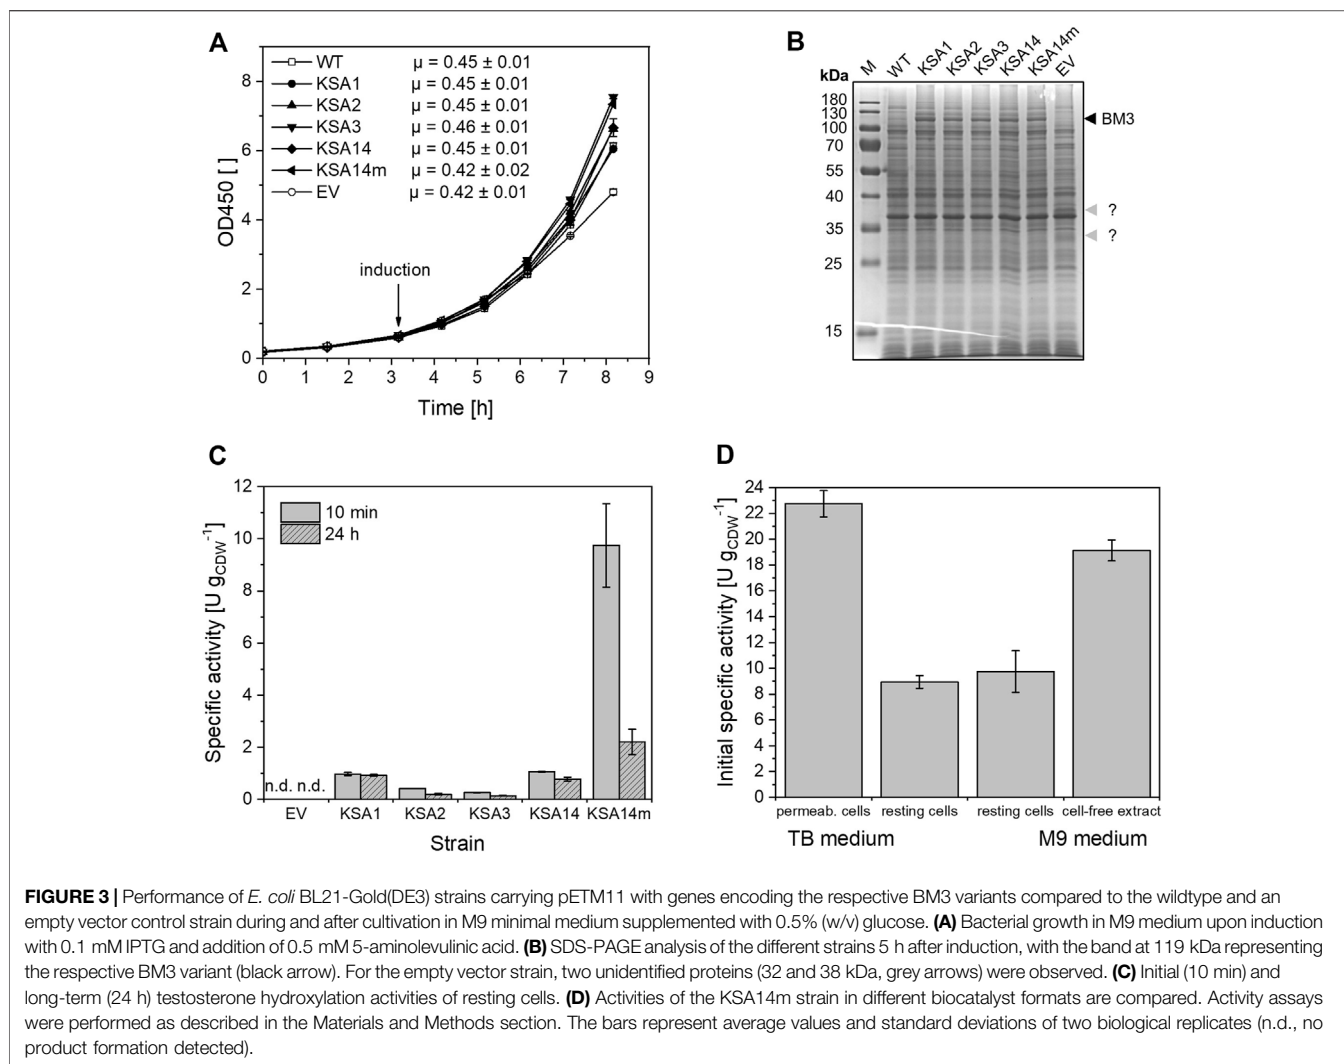 A
WT μ = 0.45 ± 0.01
KSA1 μ = 0.45 ± 0.01
KSA2 μ = 0.45 ± 0.01
KSA3 μ = 0.46 ± 0.01
KSA14 μ = 0.45 ± 0.01
KSA14m μ = 0.42 ± 0.02
EV μ = 0.42 ± 0.01
induction
OD450 [ ]
8
6
4
2
0
0 1 2 3 4 5 6 7 8 9
Time [h]
B
kDa M WT KSA1 KSA2 KSA3 KSA14 KSA14m EV
180
130
100
70
55
40
35
25
15
BM3
?
?
C
10 min
24 h
Specific activity [U gCDW⁻¹]
12
10
8
6
4
2
0
n.d. n.d.
EV KSA1 KSA2 KSA3 KSA14 KSA14m
Strain
D
Initial specific activity [U gCDW⁻¹]
24
22
20
18
16
14
12
10
8
6
4
2
0
permeab. cells resting cells resting cells cell-free extract
TB medium M9 medium
FIGURE 3 | Performance of E. coli BL21-Gold(DE3) strains carrying pETM11 with genes encoding the respective BM3 variants compared to the wildtype and an
empty vector control strain during and after cultivation in M9 minimal medium supplemented with 0.5% (w/v) glucose. (A) Bacterial growth in M9 medium upon induction
with 0.1 mM IPTG and addition of 0.5 mM 5-aminolevulinic acid. (B) SDS-PAGE analysis of the different strains 5 h after induction, with the band at 119 kDa representing
the respective BM3 variant (black arrow). For the empty vector strain, two unidentified proteins (32 and 38 kDa, grey arrows) were observed. (C) Initial (10 min) and
long-term (24 h) testosterone hydroxylation activities of resting cells. (D) Activities of the KSA14m strain in different biocatalyst formats are compared. Activity assays
were performed as described in the Materials and Methods section. The bars represent average values and standard deviations of two biological replicates (n.d., no
product formation detected).